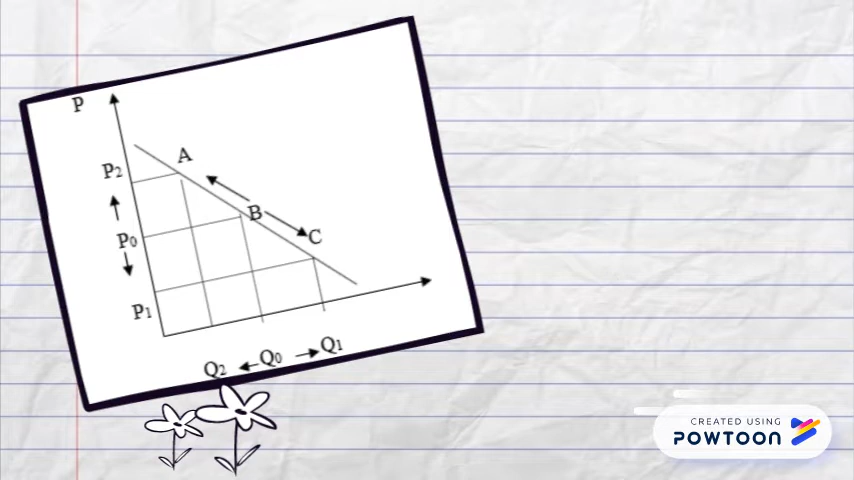 P
A
P2
B
P0
C
P1
Q2 Q0 Q1
CREATED USING
POWTOON